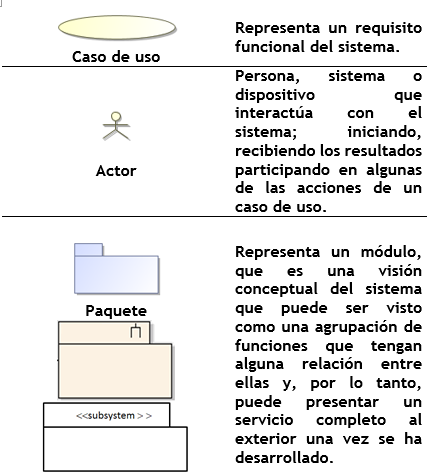 Representa un requisito
funcional del sistema.
Caso de uso
Persona, sistema o
dispositivo que
interactúa con el
sistema; iniciando,
recibiendo los resultados
participando en algunas
de las acciones de un
caso de uso.
Actor
Representa un módulo,
que es una visión
conceptual del sistema
que puede ser visto
como una agrupación de
funciones que tengan
alguna relación entre
ellas y, por lo tanto,
puede presentar un
servicio completo al
exterior una vez se ha
desarrollado.
Paquete
<<subsystem > >